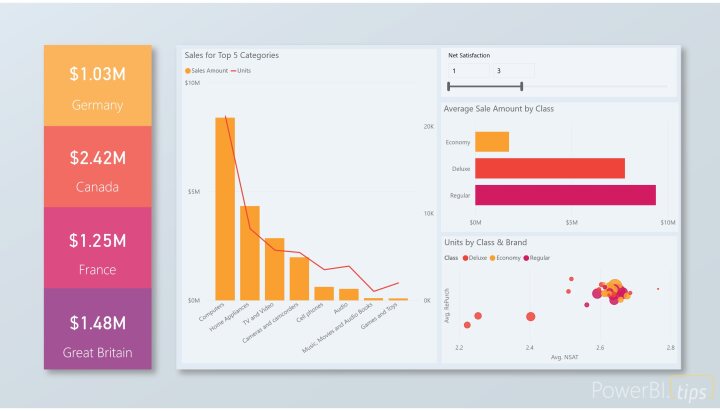 $1.03M
Germany
$2.42M
Canada
$1.25M
France
$1.48M
Great Britain
Sales for Top 5 Categories
Sales Amount Units
$10M
$5M
$0M
20K
10K
0K
Computers
Home Appliances
TV and Video
Cameras and camcorders
Cell phones
Audio
Music, Movies and Audio Books
Games and Toys
Net Satisfaction
1 3
Average Sale Amount by Class
Economy
Deluxe
Regular
$0M $5M $10M
Units by Class & Brand
Class Deluxe Economy Regular
Avg. RePurch
2.2 2.4 2.6 2.8
Avg. NSAT
PowerBI.tips